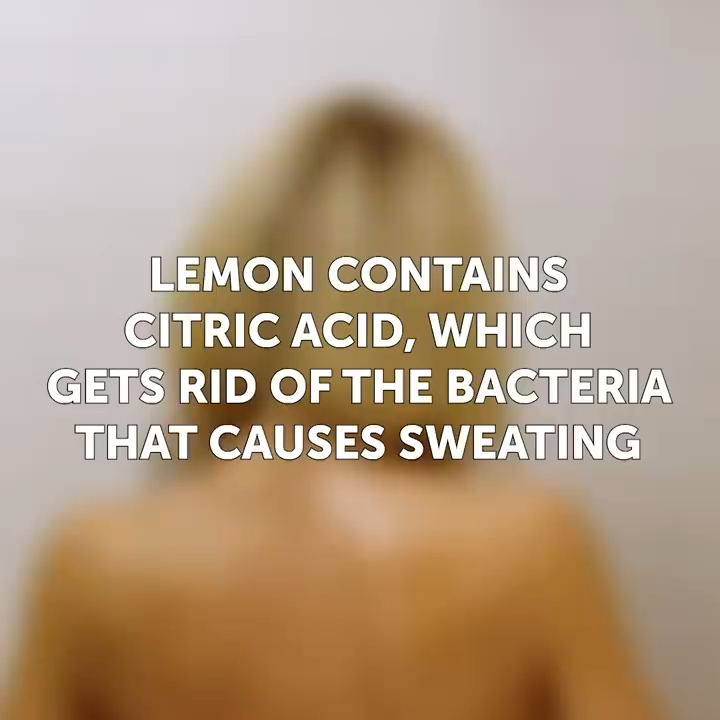 LEMON CONTAINS
CITRIC ACID, WHICH
GETS RID OF THE BACTERIA
THAT CAUSES SWEATING